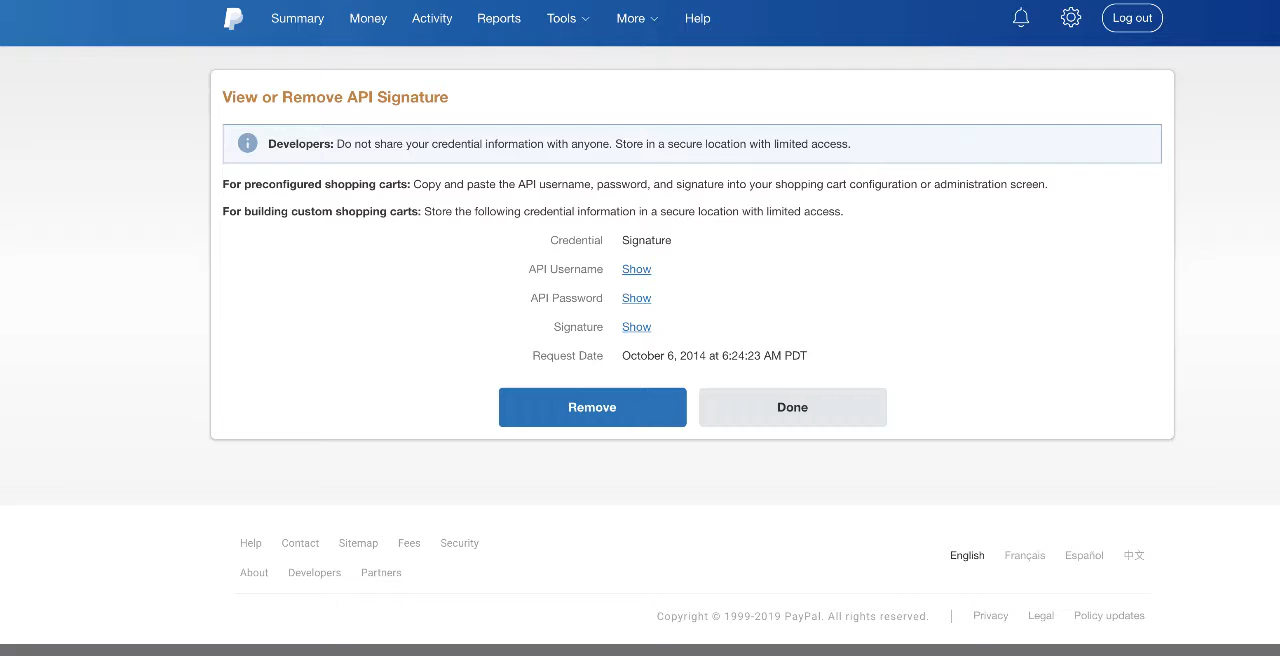 Summary Money Activity Reports Tools More Help Log out
View or Remove API Signature
Developers: Do not share your credential information with anyone. Store in a secure location with limited access.
For preconfigured shopping carts: Copy and paste the API username, password, and signature into your shopping cart configuration or administration screen.
For building custom shopping carts: Store the following credential information in a secure location with limited access.
Credential Signature
API Username Show
API Password Show
Signature Show
Request Date October 6, 2014 at 6:24:23 AM PDT
Remove Done
Help Contact Sitemap Fees Security
English Français Español 中文
About Developers Partners
Copyright © 1999-2019 PayPal. All rights reserved. | Privacy Legal Policy updates